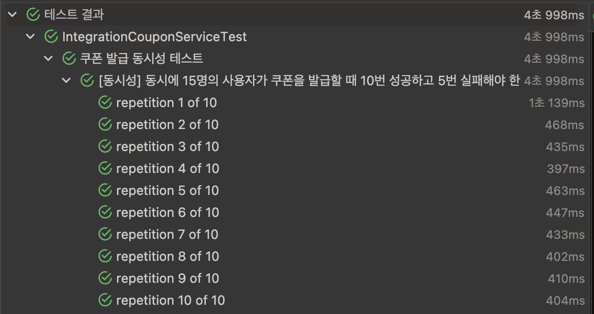 테스트 결과 4초 998ms
IntegrationCouponServiceTest 4초 998ms
쿠폰 발급 동시성 테스트 4초 998ms
[동시성] 동시에 15명의 사용자가 쿠폰을 발급할 때 10번 성공하고 5번 실패해야 한 4초 998ms
repetition 1 of 10 1초 139ms
repetition 2 of 10 468ms
repetition 3 of 10 435ms
repetition 4 of 10 397ms
repetition 5 of 10 463ms
repetition 6 of 10 447ms
repetition 7 of 10 433ms
repetition 8 of 10 402ms
repetition 9 of 10 410ms
repetition 10 of 10 404ms